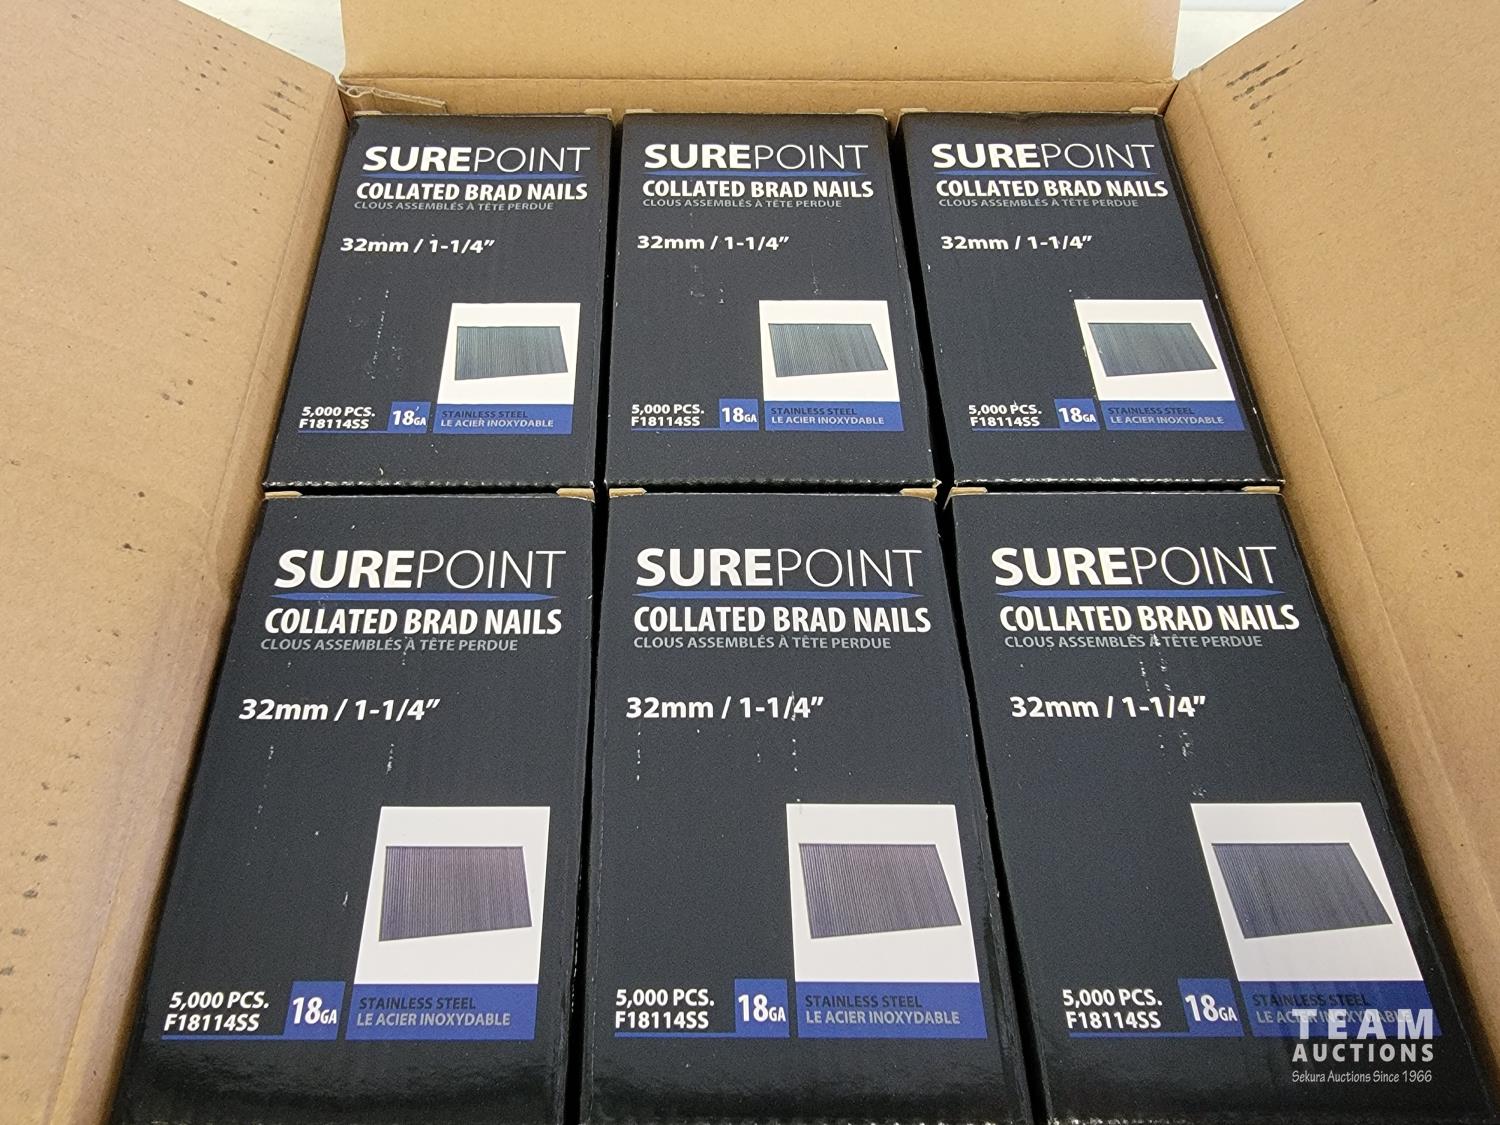 SUREPOINT
COLLATED BRAD NAILS
CLOUS ASSEMBLÉS À TÊTE PERDUE
32mm / 1-1/4”
5,000 PCS.
F18114SS
18GA
STAINLESS STEEL
LE ACIER INOXYDABLE
SUREPOINT
COLLATED BRAD NAILS
CLOUS ASSEMBLÉS À TÊTE PERDUE
32mm / 1-1/4”
5,000 PCS.
F18114SS
18GA
STAINLESS STEEL
LE ACIER INOXYDABLE
SUREPOINT
COLLATED BRAD NAILS
CLOUS ASSEMBLÉS À TÊTE PERDUE
32mm / 1-1/4”
5,000 PCS.
F18114SS
18GA
STAINLESS STEEL
LE ACIER INOXYDABLE
SUREPOINT
COLLATED BRAD NAILS
CLOUS ASSEMBLÉS À TÊTE PERDUE
32mm / 1-1/4”
5,000 PCS.
F18114SS
18GA
STAINLESS STEEL
LE ACIER INOXYDABLE
SUREPOINT
COLLATED BRAD NAILS
CLOUS ASSEMBLÉS À TÊTE PERDUE
32mm / 1-1/4”
5,000 PCS.
F18114SS
18GA
STAINLESS STEEL
LE ACIER INOXYDABLE
SUREPOINT
COLLATED BRAD NAILS
CLOUS ASSEMBLÉS À TÊTE PERDUE
32mm / 1-1/4”
5,000 PCS.
F18114SS
18GA
STAINLESS STEEL
LE ACIER INOXYDABLE
TEAM
AUCTIONS
Sekura Auctions Since 1966